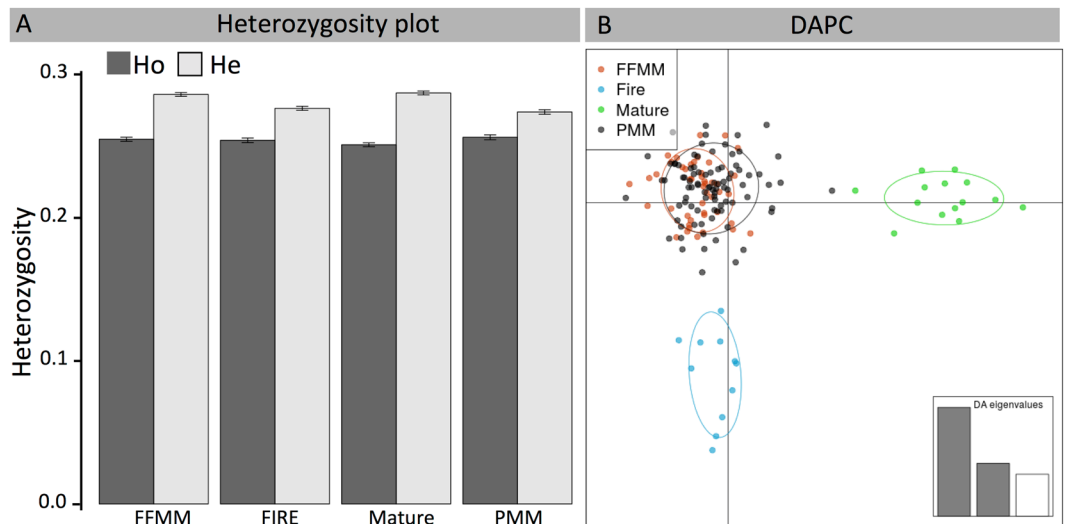 A Heterozygosity plot
Ho He
Heterozygosity
0.3
0.2
0.1
0.0
FFMM FIRE Mature PMM
B DAPC
FFMM
Fire
Mature
PMM
DA eigenvalues